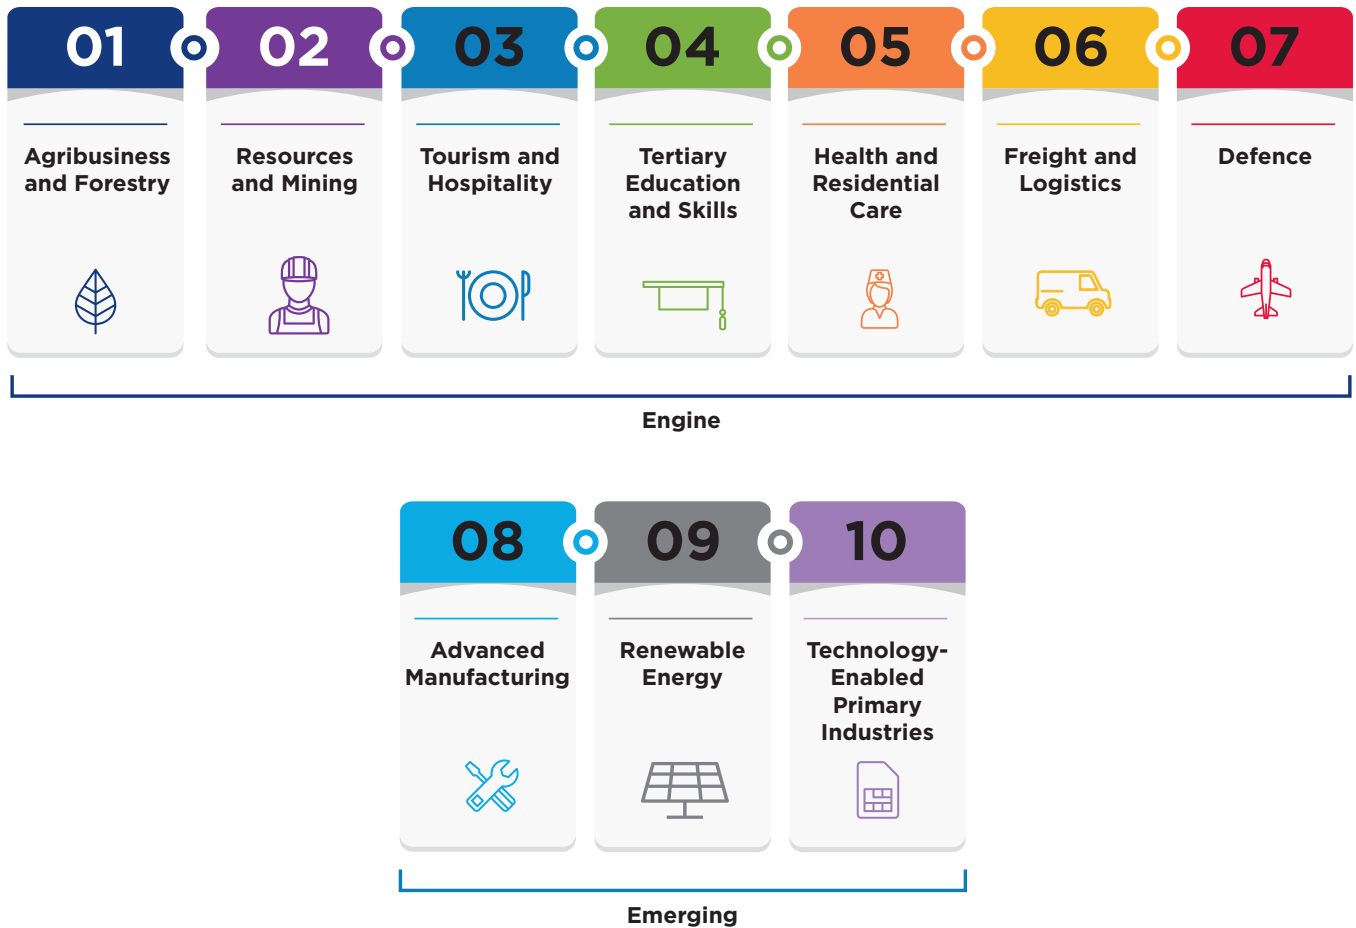 01
02
03
04
05
06
07
Agribusiness
and Forestry
Resources
and Mining
Tourism and
Hospitality
Tertiary
Education
and Skills
Health and
Residential
Care
Freight and
Logistics
Defence
Engine
08
09
10
Advanced
Manufacturing
Renewable
Energy
Technology-
Enabled
Primary
Industries
Emerging